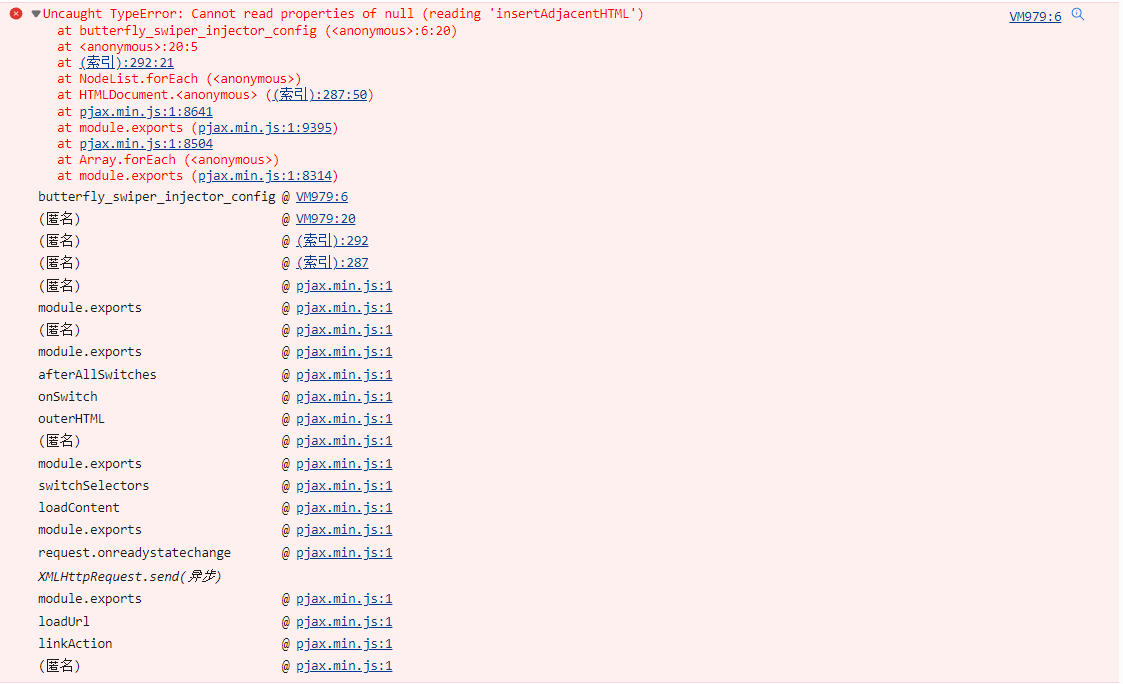 Uncaught TypeError: Cannot read properties of null (reading 'insertAdjacentHTML') VM979:6
at butterfly_swiper_injector_config (<anonymous>:6:20)
at <anonymous>:20:5
at (索引):292:21
at NodeList.forEach (<anonymous>)
at HTMLDocument.<anonymous> ((索引):287:50)
at pjax.min.js:1:8641
at module.exports (pjax.min.js:1:9395)
at pjax.min.js:1:8504
at Array.forEach (<anonymous>)
at module.exports (pjax.min.js:1:8314)
butterfly_swiper_injector_config @ VM979:6
(匿名) @ VM979:20
(匿名) @ (索引):292
(匿名) @ (索引):287
(匿名) @ pjax.min.js:1
module.exports @ pjax.min.js:1
(匿名) @ pjax.min.js:1
module.exports @ pjax.min.js:1
afterAllSwitches @ pjax.min.js:1
onSwitch @ pjax.min.js:1
outerHTML @ pjax.min.js:1
(匿名) @ pjax.min.js:1
module.exports @ pjax.min.js:1
switchSelectors @ pjax.min.js:1
loadContent @ pjax.min.js:1
module.exports @ pjax.min.js:1
request.onreadystatechange @ pjax.min.js:1
XMLHttpRequest.send(异步)
module.exports @ pjax.min.js:1
loadUrl @ pjax.min.js:1
linkAction @ pjax.min.js:1
(匿名) @ pjax.min.js:1